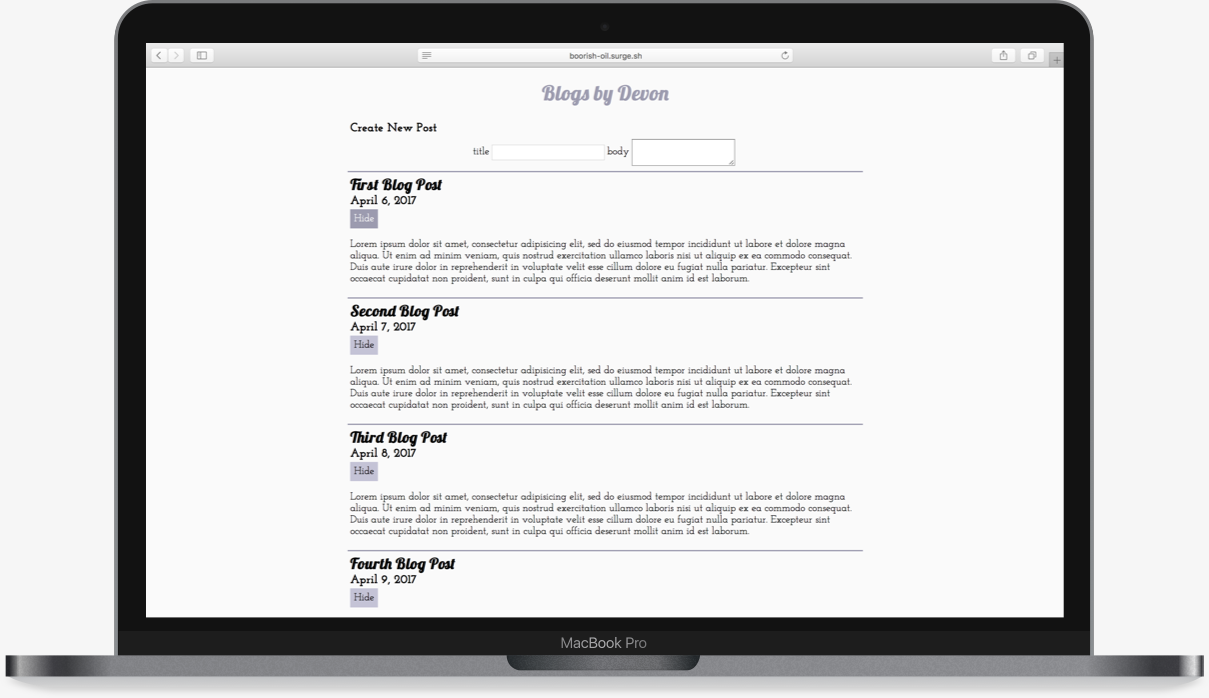 boorish-oil.surge.sh
Blogs by Devon
Create New Post
title body
First Blog Post
April 6, 2017
Hide
Lorem ipsum dolor sit amet, consectetur adipisicing elit, sed do eiusmod tempor incididunt ut labore et dolore magna
aliqua. Ut enim ad minim veniam, quis nostrud exercitation ullamco laboris nisi ut aliquip ex ea commodo consequat.
Duis aute irure dolor in reprehenderit in voluptate velit esse cillum dolore eu fugiat nulla pariatur. Excepteur sint
occaecat cupidatat non proident, sunt in culpa qui officia deserunt mollit anim id est laborum.
Second Blog Post
April 7, 2017
Hide
Lorem ipsum dolor sit amet, consectetur adipisicing elit, sed do eiusmod tempor incididunt ut labore et dolore magna
aliqua. Ut enim ad minim veniam, quis nostrud exercitation ullamco laboris nisi ut aliquip ex ea commodo consequat.
Duis aute irure dolor in reprehenderit in voluptate velit esse cillum dolore eu fugiat nulla pariatur. Excepteur sint
occaecat cupidatat non proident, sunt in culpa qui officia deserunt mollit anim id est laborum.
Third Blog Post
April 8, 2017
Hide
Lorem ipsum dolor sit amet, consectetur adipisicing elit, sed do eiusmod tempor incididunt ut labore et dolore magna
aliqua. Ut enim ad minim veniam, quis nostrud exercitation ullamco laboris nisi ut aliquip ex ea commodo consequat.
Duis aute irure dolor in reprehenderit in voluptate velit esse cillum dolore eu fugiat nulla pariatur. Excepteur sint
occaecat cupidatat non proident, sunt in culpa qui officia deserunt mollit anim id est laborum.
Fourth Blog Post
April 9, 2017
Hide
MacBook Pro